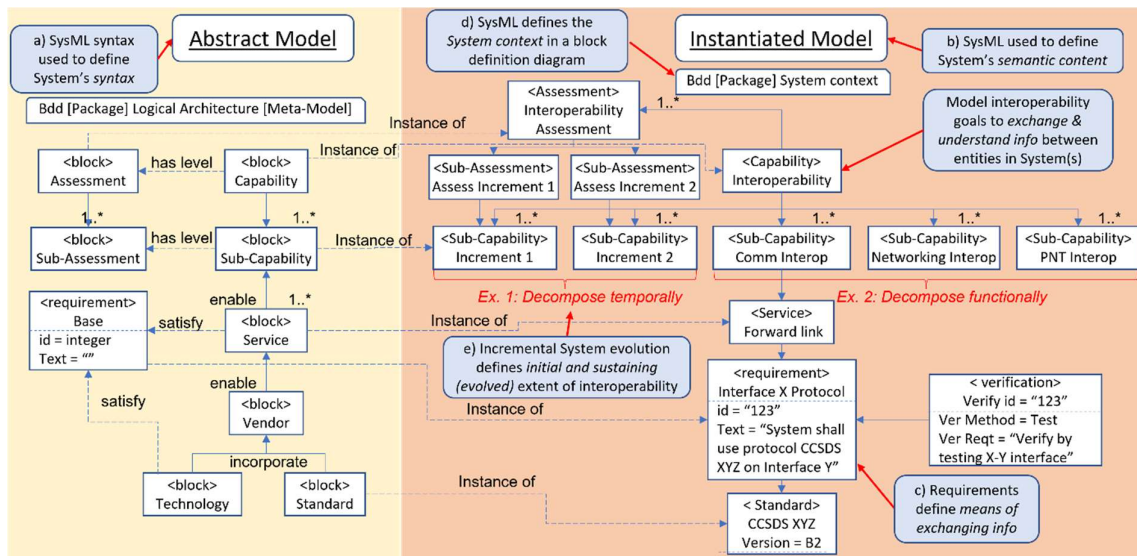 a) SysML syntax
used to define
System's syntax
Abstract Model
Bdd [Package] Logical Architecture [Meta-Model]
<block>
Assessment
has level
<block>
Capability
1..*
1..*
<block>
Sub-Assessment
has level
<block>
Sub-Capability
enable
1..*
<requirement>
Base
id = integer
Text = “”
satisfy
<block>
Service
enable
satisfy
<block>
Vendor
incorporate
<block>
Technology
<block>
Standard
Instance of
Instance of
Instance of
Instance of
Instance of
Instance of
d) SysML defines the
System context in a block
definition diagram
Instantiated Model
b) SysML used to define
System's semantic content
Bdd [Package] System context
<Assessment>
Interoperability
Assessment
1..*
Model interoperability
goals to exchange &
understand info between
entities in System(s)
<Sub-Assessment>
Assess Increment 1
<Sub-Assessment>
Assess Increment 2
<Capability>
Interoperability
1..*
1..*
1..*
1..*
1..*
<Sub-Capability>
Increment 1
<Sub-Capability>
Increment 2
<Sub-Capability>
Comm Interop
<Sub-Capability>
Networking Interop
<Sub-Capability>
PNT Interop
Ex. 1: Decompose temporally
Ex. 2: Decompose functionally
<Service>
Forward link
e) Incremental System evolution
defines initial and sustaining
(evolved) extent of interoperability
<requirement>
Interface X Protocol
id = “123”
Text = “System shall
use protocol CCSDS
XYZ on Interface Y”
< verification>
Verify id = “123”
Ver Method = Test
Ver Reqt = “Verify by
testing X-Y interface”
c) Requirements
define means of
exchanging info
< Standard>
CCSDS XYZ
Version = B2